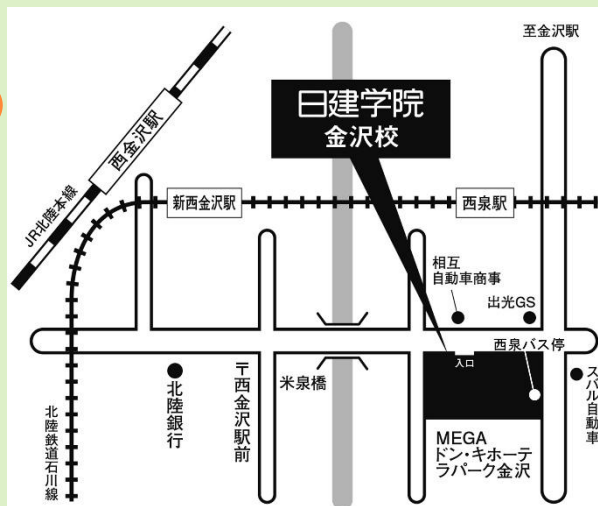 至金沢駅
日建学院
金沢校
西金沢駅
JR北陸本線
新西金沢駅
西泉駅
相互
自動車商事
出光GS
西泉バス停
入口
北陸銀行
〒西金沢駅前
米泉橋
スバル自動車
北陸鉄道石川線
MEGA
ドン・キホーテ
ラパーク金沢